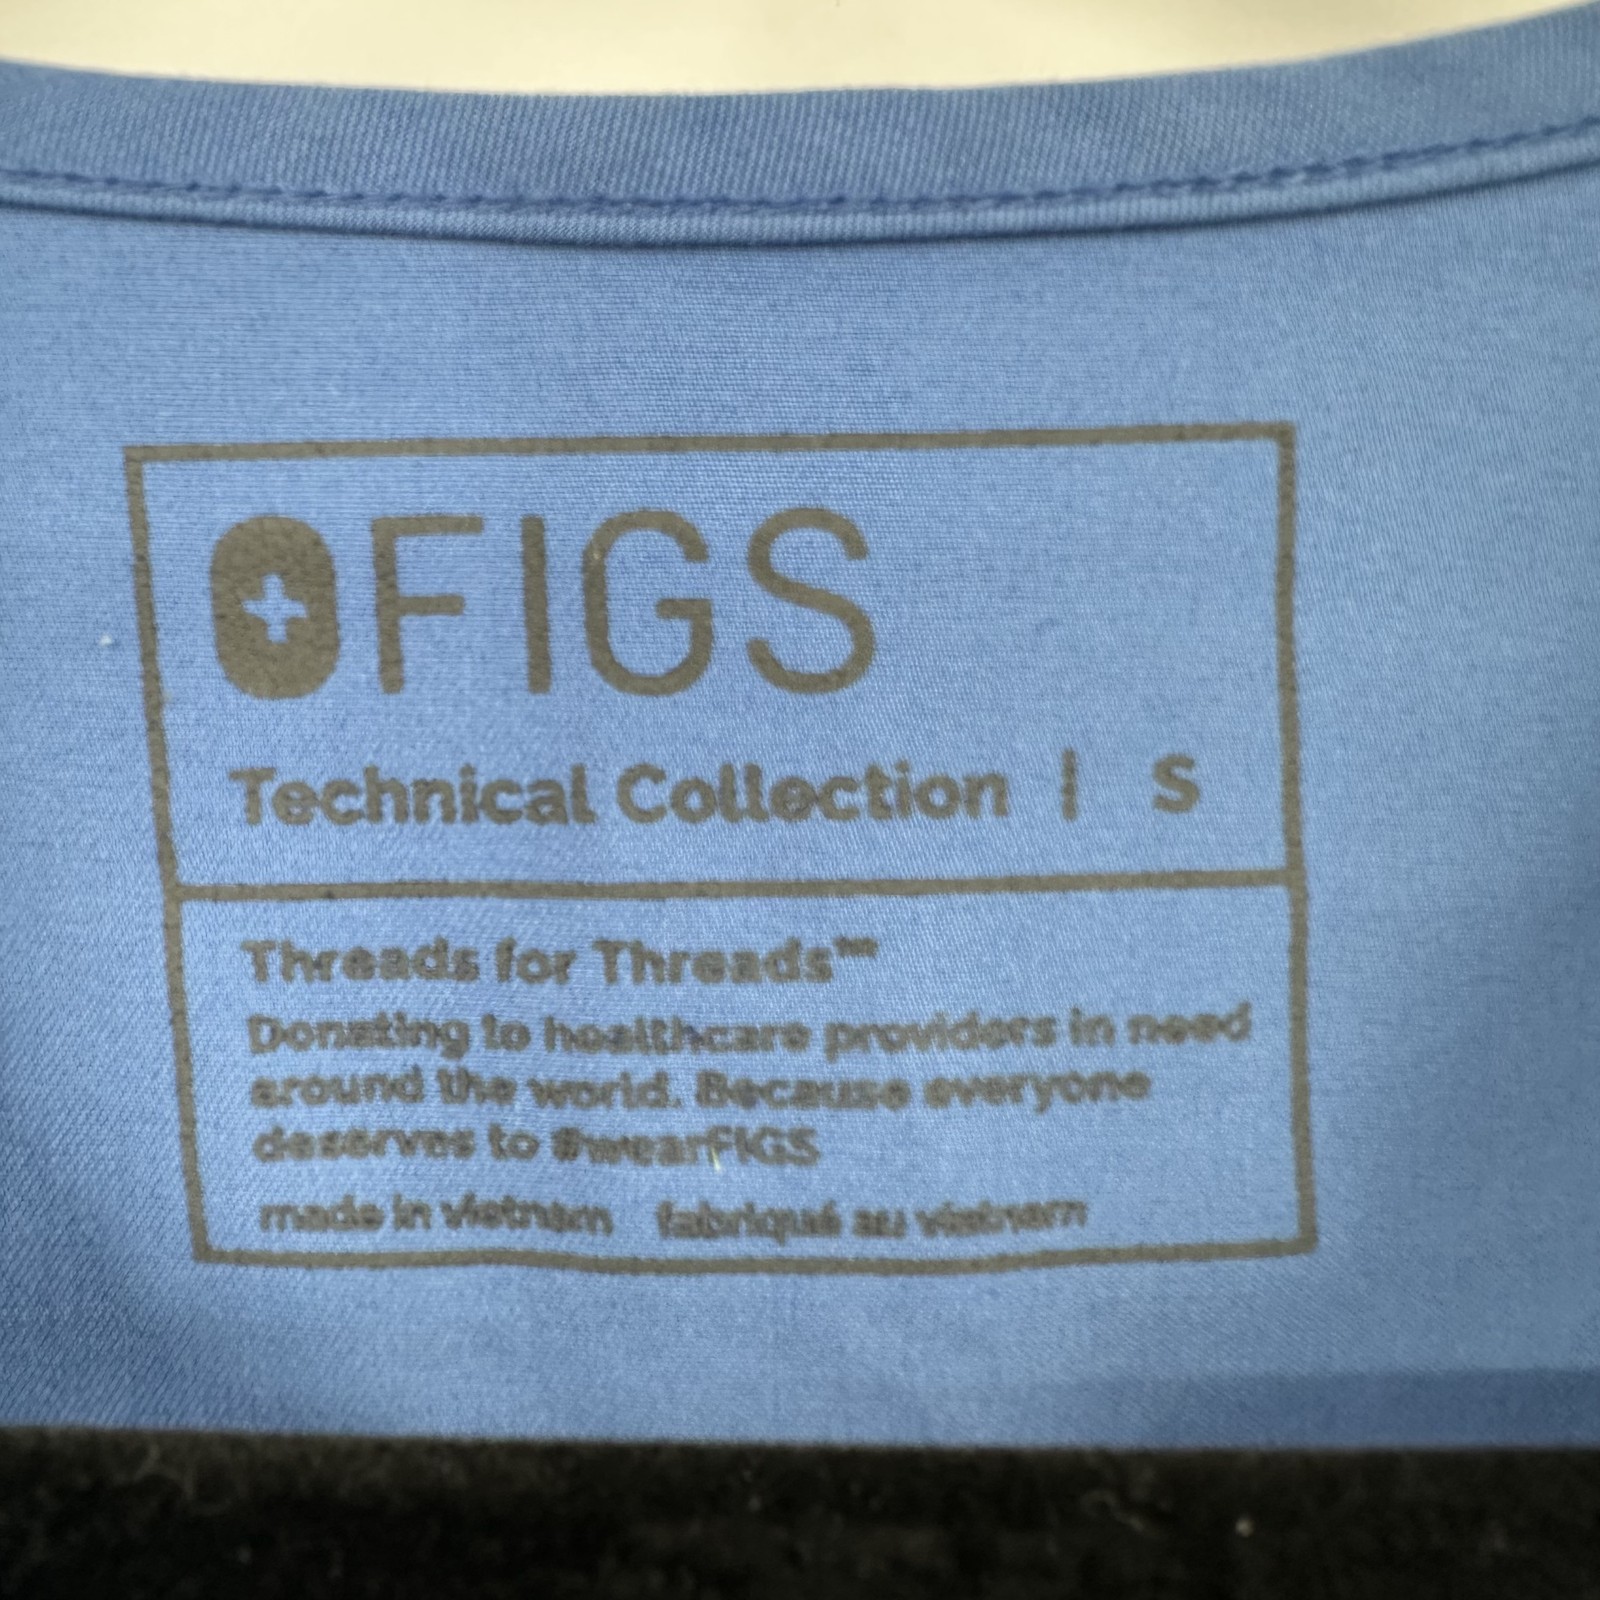 FIGS
Technical Collection | S
Threads for Threads™
Donating to healthcare providers in need
around the world. Because everyone
deserves to #wearFIGS
made in vietnam fabriqué au vietnam